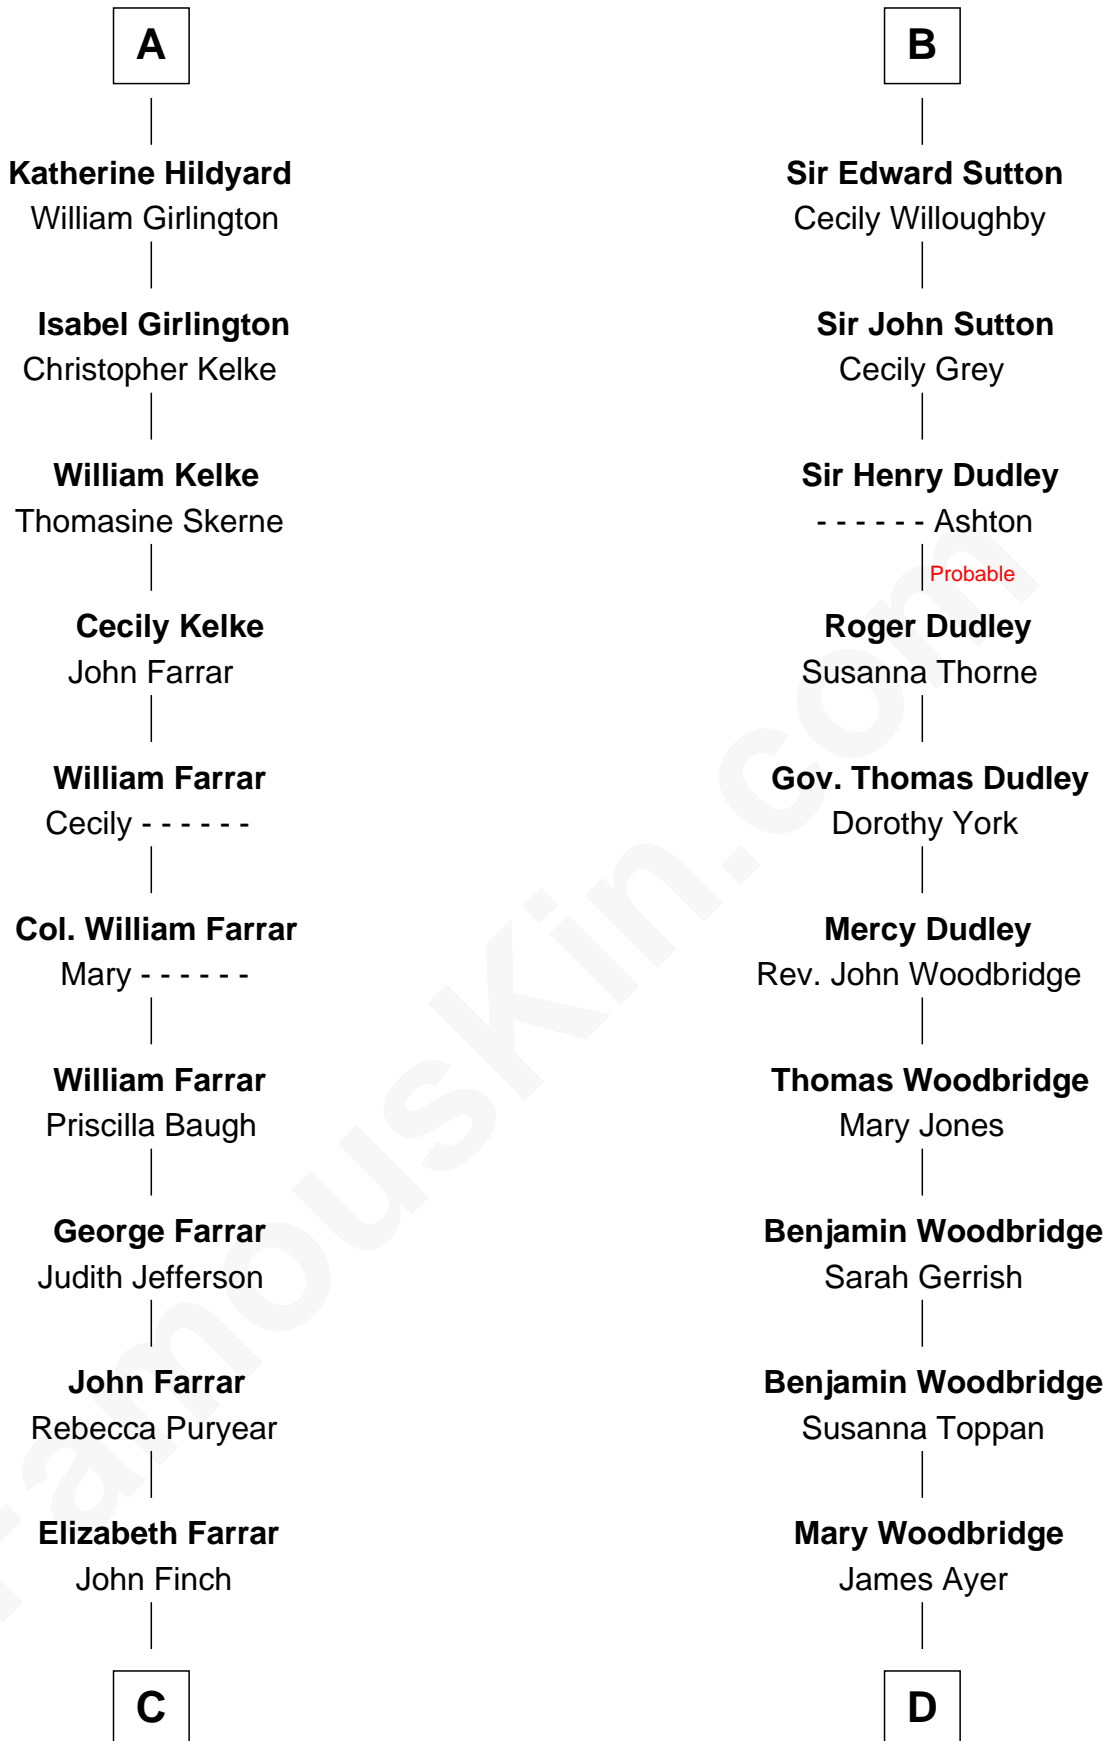 A
Katherine Hildyard
William Girlington
Isabel Girlington
Christopher Kelke
William Kelke
Thomasine Skerne
Cecily Kelke
John Farrar
William Farrar
Cecily - - - - - -
Col. William Farrar
Mary - - - - - -
William Farrar
Priscilla Baugh
George Farrar
Judith Jefferson
John Farrar
Rebecca Puryear
Elizabeth Farrar
John Finch
C
B
Sir Edward Sutton
Cecily Willoughby
Sir John Sutton
Cecily Grey
Sir Henry Dudley
- - - - - - Ashton
Probable
Roger Dudley
Susanna Thorne
Gov. Thomas Dudley
Dorothy York
Mercy Dudley
Rev. John Woodbridge
Thomas Woodbridge
Mary Jones
Benjamin Woodbridge
Sarah Gerrish
Benjamin Woodbridge
Susanna Toppan
Mary Woodbridge
James Ayer
D
FamousKin.com